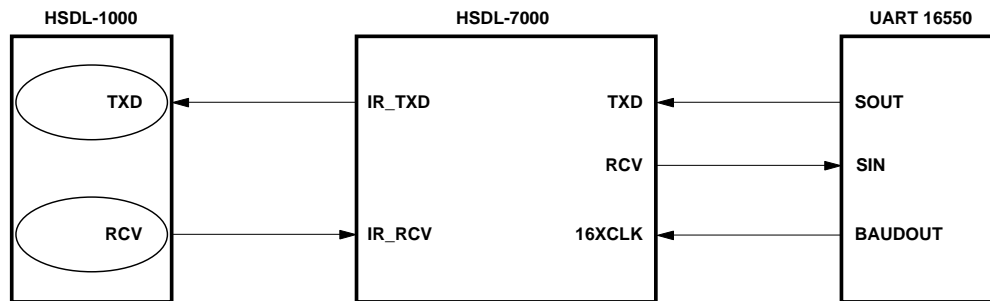 HSDL-1000 HSDL-7000 UART 16550
TXD IR_TXD TXD SOUT
RCV SIN
RCV IR_RCV 16XCLK BAUDOUT